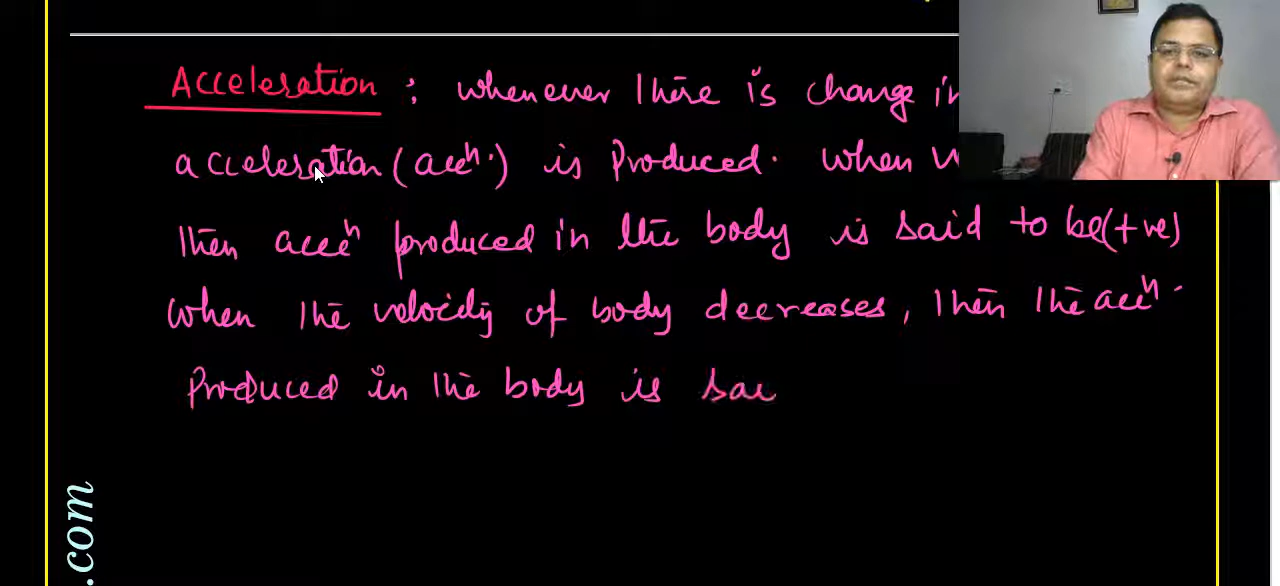 Acceleration : whenever there is change in
acceleration (accⁿ.) is produced. when
then accⁿ produced in the body is said to be (+ve)
when the velocity of body decreases, then the accⁿ.
produced in the body is sai
.com